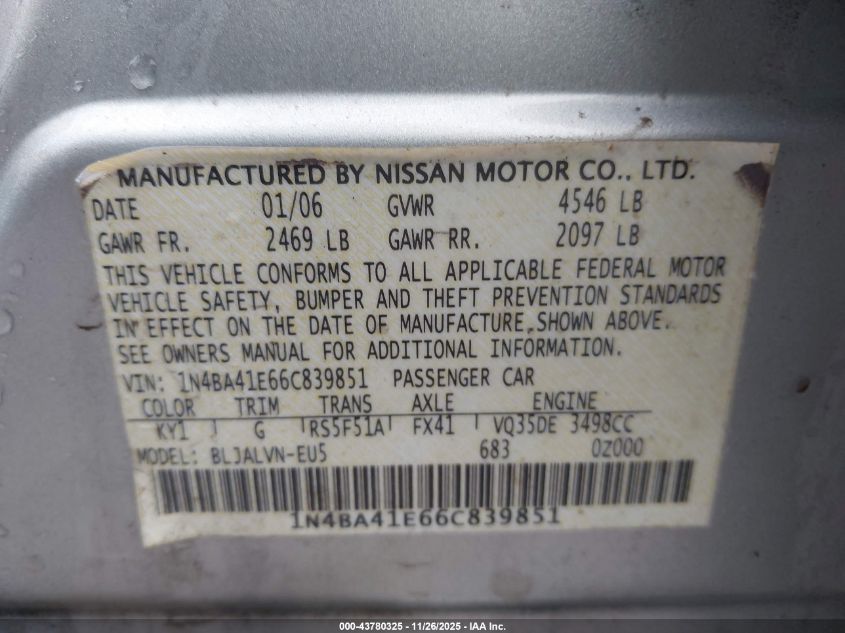 MANUFACTURED BY NISSAN MOTOR CO., LTD.
DATE 01/06 GVWR 4546 LB
GAWR FR. 2469 LB GAWR RR. 2097 LB
THIS VEHICLE CONFORMS TO ALL APPLICABLE FEDERAL MOTOR
VEHICLE SAFETY, BUMPER AND THEFT PREVENTION STANDARDS
IN EFFECT ON THE DATE OF MANUFACTURE SHOWN ABOVE.
SEE OWNERS MANUAL FOR ADDITIONAL INFORMATION.
VIN: 1N4BA41E66C839851 PASSENGER CAR
COLOR TRIM TRANS AXLE ENGINE
KY1 G RS5F51A FX41 VQ35DE 3498CC
MODEL: BLJALVN-EU5 683 0Z000
1N4BA41E66C839851
000-43780325 - 11/26/2025 - IAA Inc.